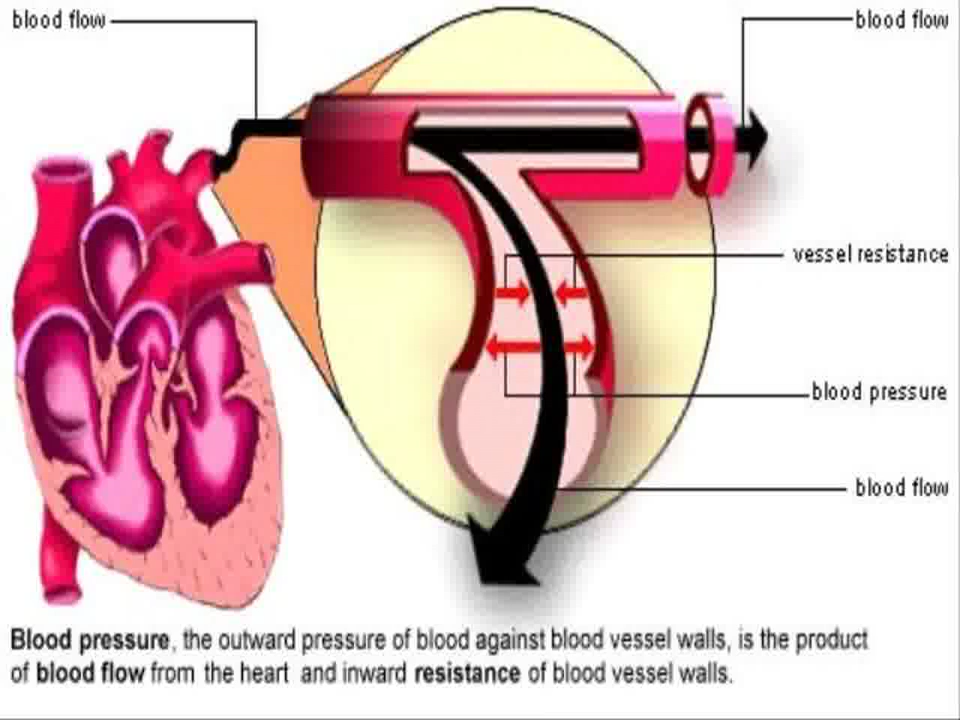 blood flow
blood flow
vessel resistance
blood pressure
blood flow
Blood pressure, the outward pressure of blood against blood vessel walls, is the product
of blood flow from the heart and inward resistance of blood vessel walls.